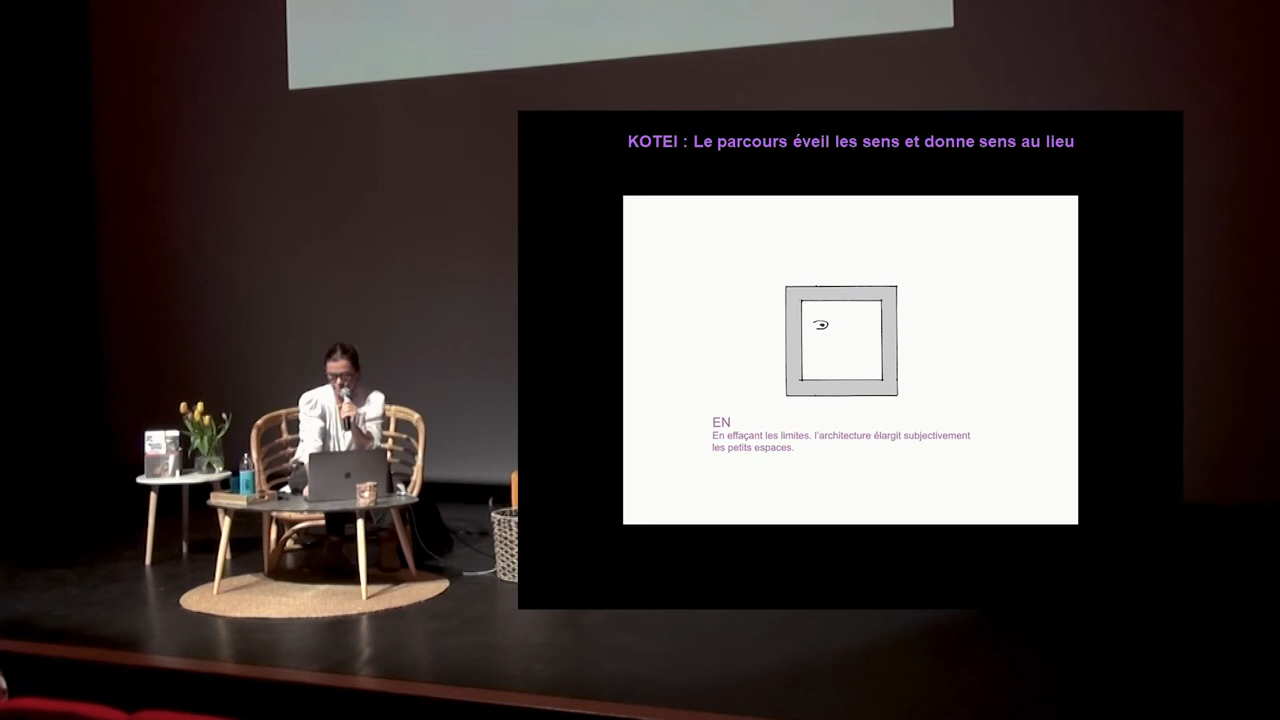 KOTEI : Le parcours éveil les sens et donne sens au lieu
EN
En effaçant les limites. l'architecture élargit subjectivement
les petits espaces.